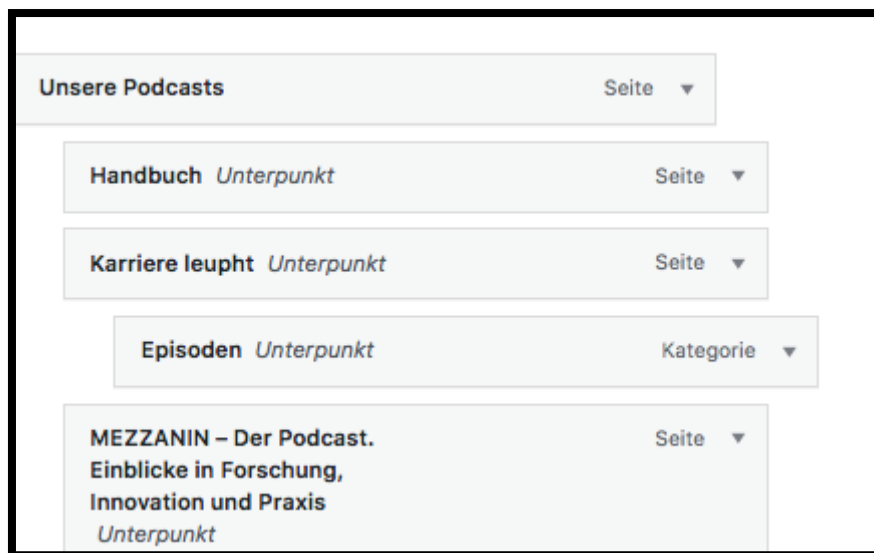 Unsere Podcasts Seite
Handbuch Unterpunkt Seite
Karriere leupht Unterpunkt Seite
Episoden Unterpunkt Kategorie
MEZZANIN – Der Podcast. Seite
Einblicke in Forschung,
Innovation und Praxis
Unterpunkt